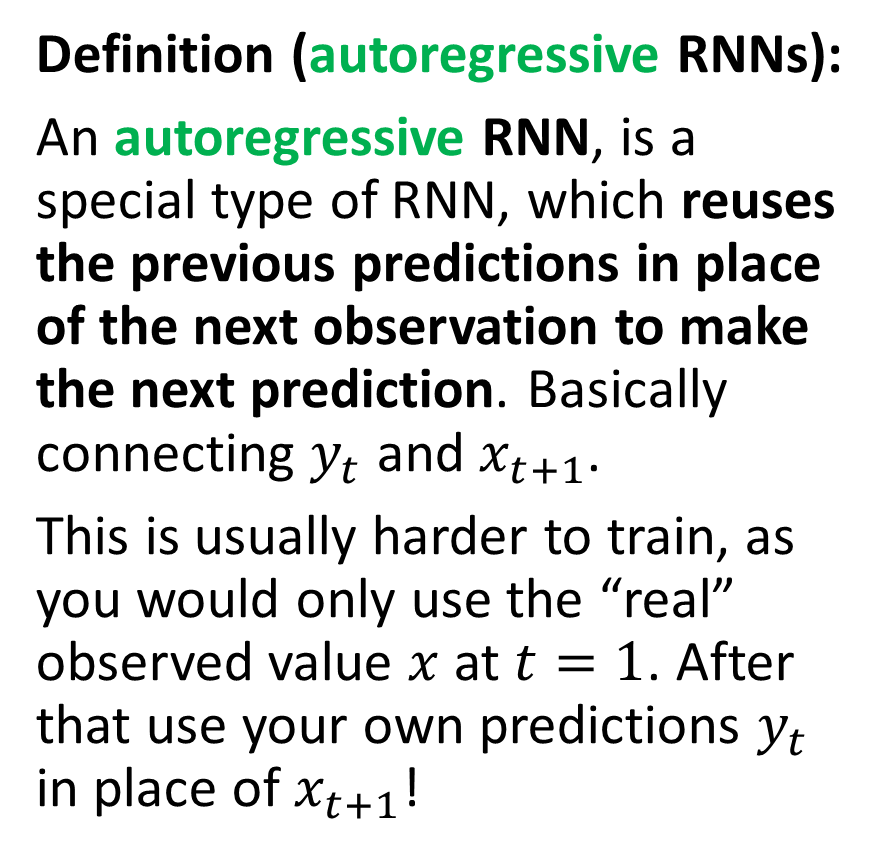 Definition (autoregressive RNNs):
An autoregressive RNN, is a
special type of RNN, which reuses
the previous predictions in place
of the next observation to make
the next prediction. Basically
connecting $y_t$ and $x_{t+1}$.
This is usually harder to train, as
you would only use the “real”
observed value $x$ at $t = 1$. After
that use your own predictions $y_t$
in place of $x_{t+1}$!